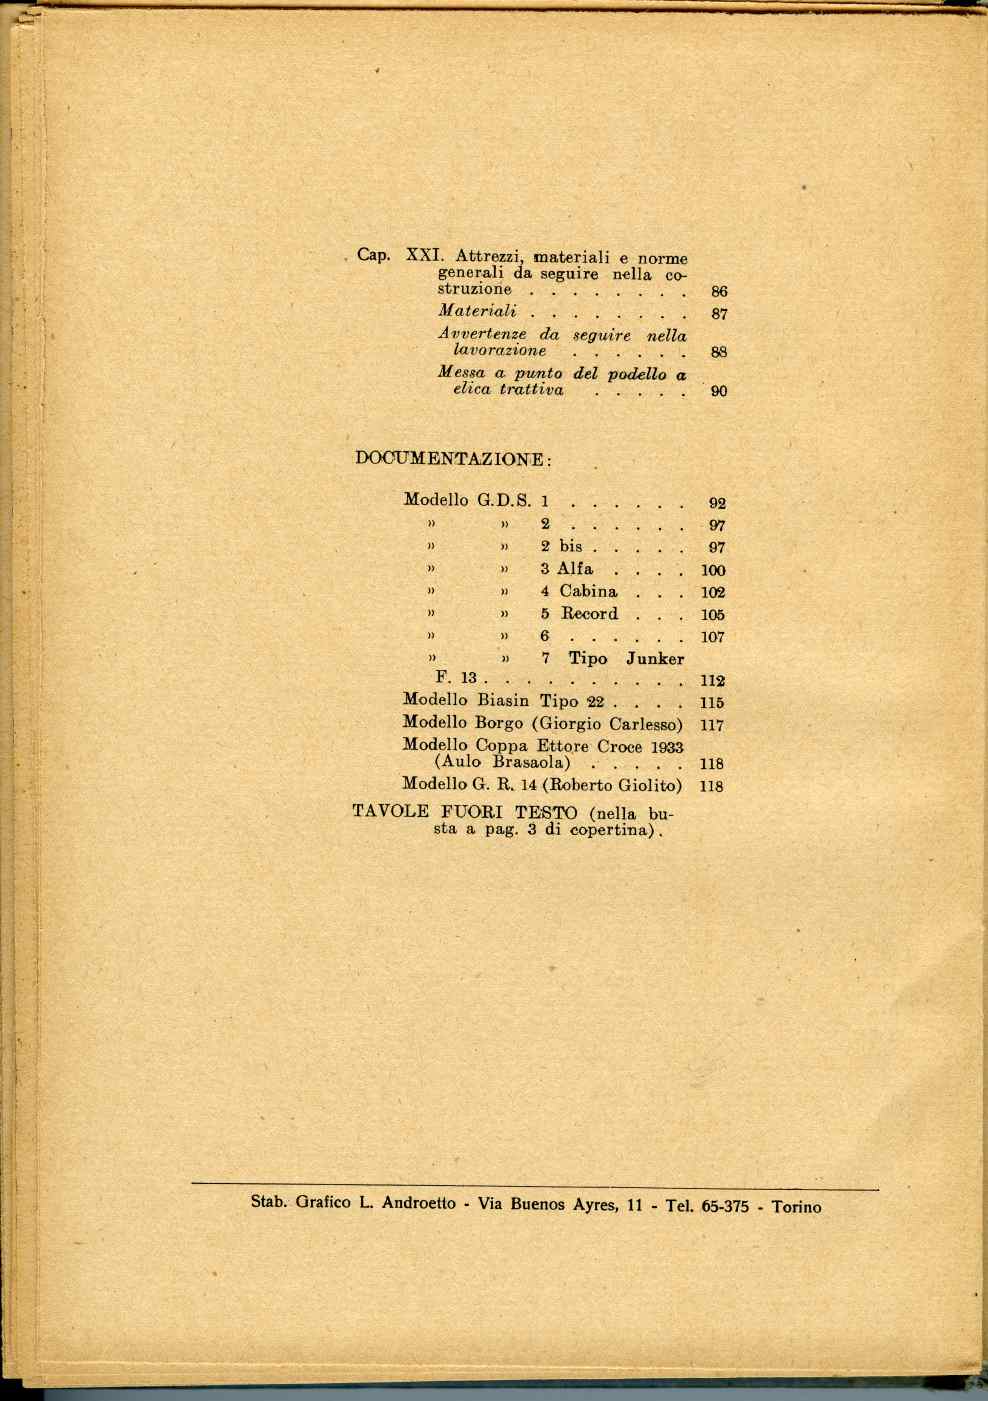 Cap. XXI. Attrezzi, materiali e norme
generali da seguire nella co-
struzione . . . . . . . . 86
Materiali . . . . . . . . 87
Avvertenze da seguire nella
lavorazione . . . . . . 88
Messa a punto del podello a
elica trattiva . . . . . 90
DOCUMENTAZIONE:
Modello G.D.S. 1 . . . . . . 92
» » 2 . . . . . . 97
» » 2 bis . . . . . 97
» » 3 Alfa . . . . 100
» » 4 Cabina . . . 102
» » 5 Record . . . 105
» » 6 . . . . . . 107
» » 7 Tipo Junker
F. 13 . . . . . . . . . . 112
Modello Biasin Tipo 22 . . . . 115
Modello Borgo (Giorgio Carlesso) 117
Modello Coppa Ettore Croce 1933
(Aulo Brasaola) . . . . . 118
Modello G. R. 14 (Roberto Giolito) 118
TAVOLE FUORI TESTO (nella bu-
sta a pag. 3 di copertina).
Stab. Grafico L. Androetto - Via Buenos Ayres, 11 - Tel. 65-375 - Torino